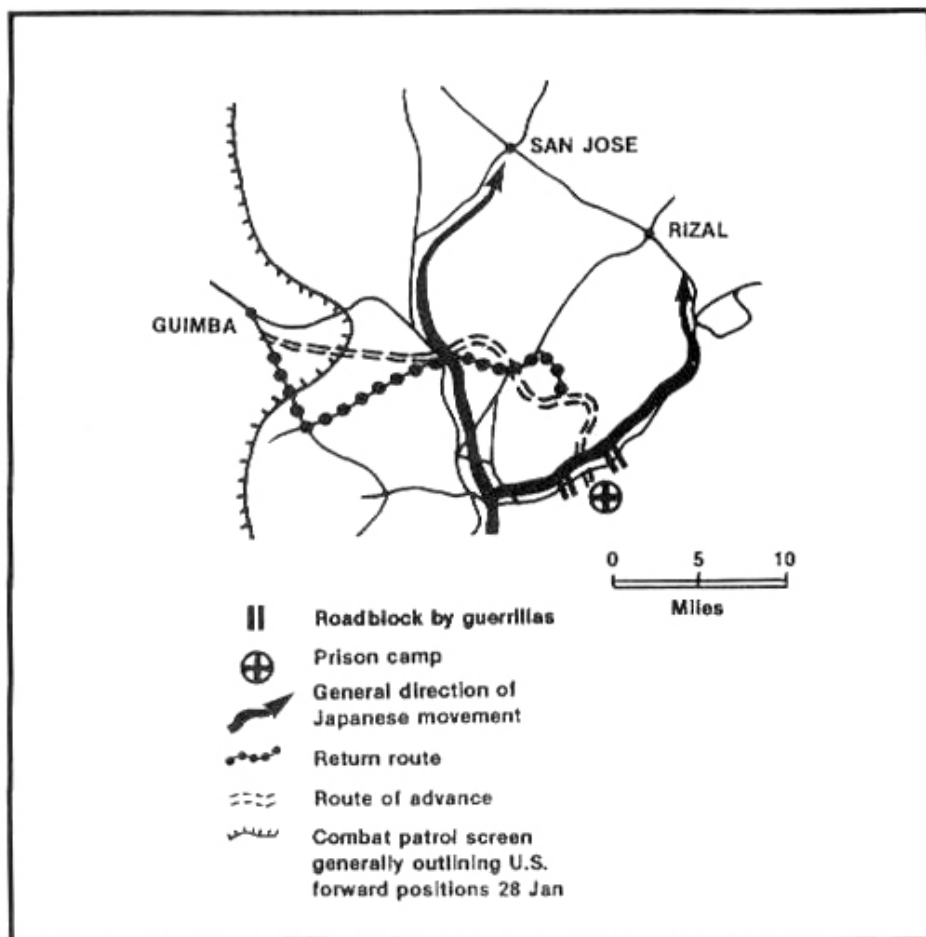 SAN JOSE
RIZAL
GUIMBA
0 5 10
Miles
Roadblock by guerrillas
Prison camp
General direction of
Japanese movement
Return route
Route of advance
Combat patrol screen
generally outlining U.S.
forward positions 28 Jan